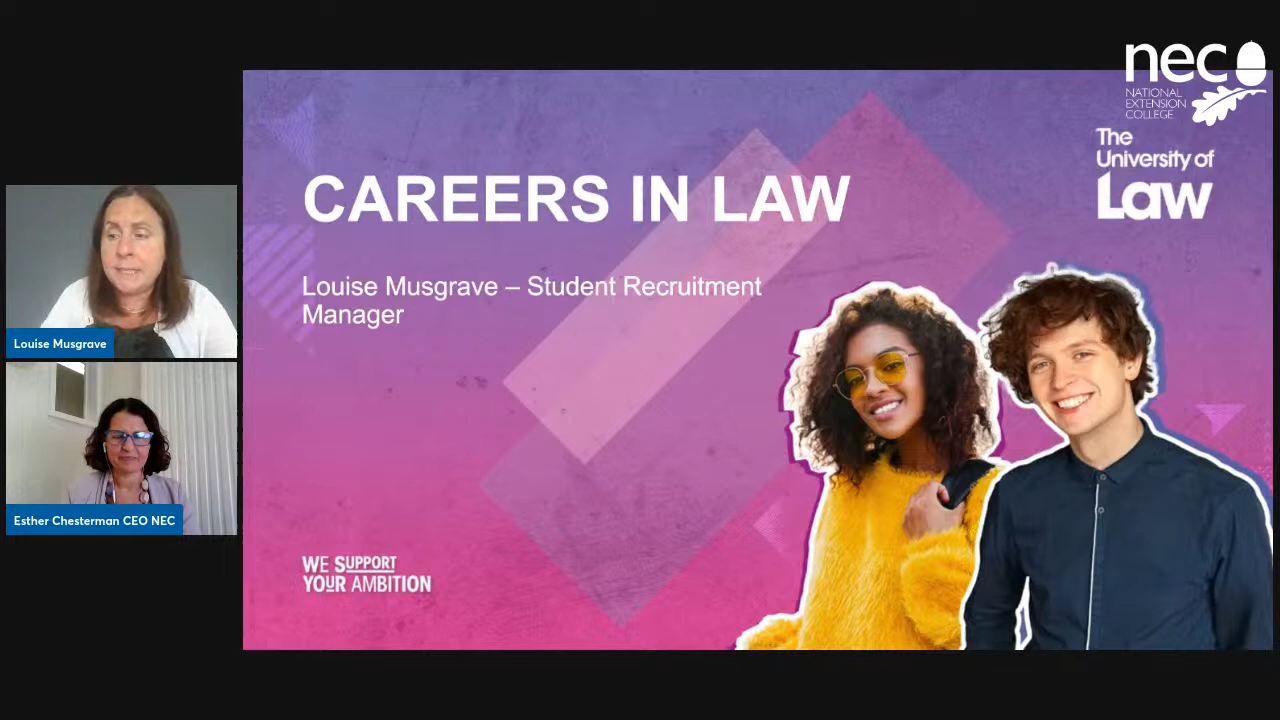 nec
NATIONAL
EXTENSION
COLLEGE
The
University of
Law
CAREERS IN LAW
Louise Musgrave – Student Recruitment
Manager
Louise Musgrave
Esther Chesterman CEO NEC
WE SUPPORT
YOUR AMBITION